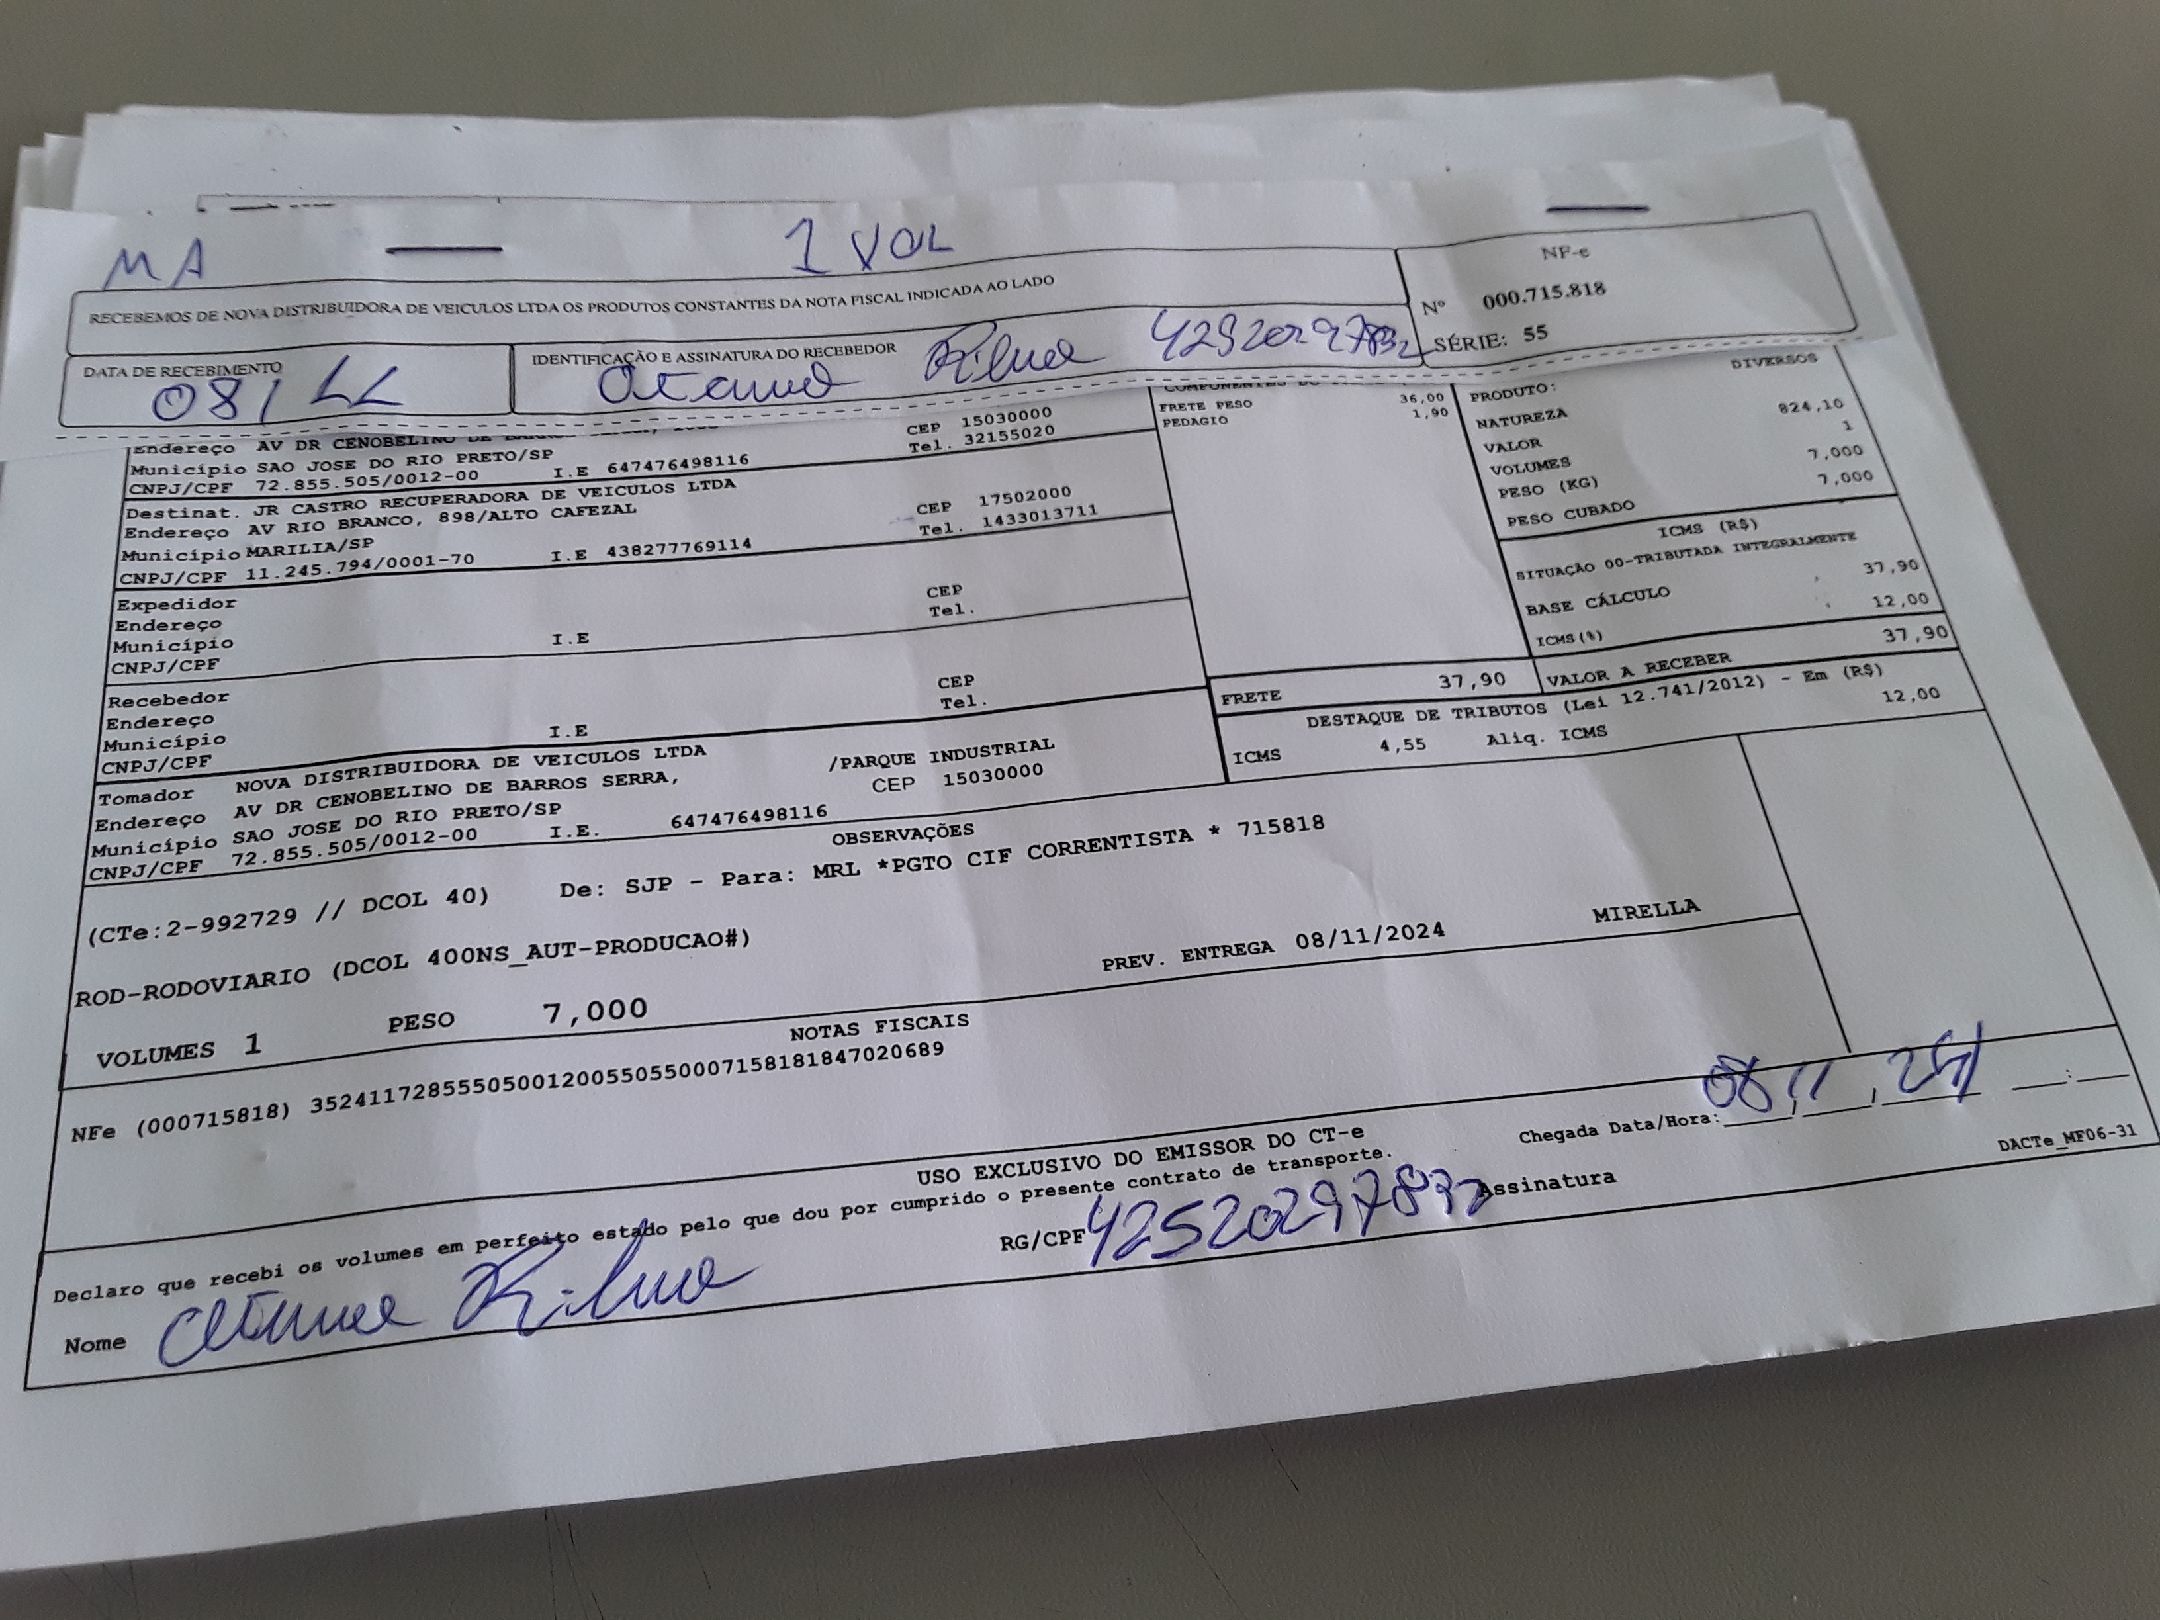 MA 1 VOL
RECEBEMOS DE NOVA DISTRIBUIDORA DE VEICULOS LTDA OS PRODUTOS CONSTANTES DA NOTA FISCAL INDICADA AO LADO
NF-e
Nº 000.715.818
SÉRIE: 55
DATA DE RECEBIMENTO
08/11
IDENTIFICAÇÃO E ASSINATURA DO RECEBEDOR
Endereço AV DR CENOBELINO DE CEP 15030000
Município SAO JOSE DO RIO PRETO/SP Tel. 32155020
CNPJ/CPF 72.855.505/0012-00 I.E 647476498116
Destinat. JR CASTRO RECUPERADORA DE VEICULOS LTDA
Endereço AV RIO BRANCO, 898/ALTO CAFEZAL CEP 17502000
Município MARILIA/SP Tel. 1433013711
CNPJ/CPF 11.245.794/0001-70 I.E 438277769114
Expedidor
Endereço CEP
Município Tel.
CNPJ/CPF I.E
Recebedor
Endereço CEP
Município Tel.
CNPJ/CPF I.E
Tomador NOVA DISTRIBUIDORA DE VEICULOS LTDA
Endereço AV DR CENOBELINO DE BARROS SERRA, /PARQUE INDUSTRIAL
Município SAO JOSE DO RIO PRETO/SP CEP 15030000
CNPJ/CPF 72.855.505/0012-00 I.E. 647476498116
COMPONENTES
FRETE PESO 36,00
PEDAGIO 1,90
FRETE 37,90
DIVERSOS
PRODUTO:
NATUREZA
VALOR 824,10
VOLUMES 1
PESO (KG) 7,000
PESO CUBADO 7,000
ICMS (R$)
SITUAÇÃO 00-TRIBUTADA INTEGRALMENTE
BASE CÁLCULO 37,90
ICMS(%) 12,00
VALOR A RECEBER 37,90
DESTAQUE DE TRIBUTOS (Lei 12.741/2012) - Em (R$)
ICMS 4,55 Aliq. ICMS 12,00
OBSERVAÇÕES
(CTe:2-992729 // DCOL 40) De: SJP - Para: MRL *PGTO CIF CORRENTISTA * 715818
ROD-RODOVIARIO (DCOL 400NS_AUT-PRODUCAO#)
PREV. ENTREGA 08/11/2024 MIRELLA
VOLUMES 1 PESO 7,000
NOTAS FISCAIS
NFe (000715818) 35241172855505001200550550007158181847020689
USO EXCLUSIVO DO EMISSOR DO CT-e
Declaro que recebi os volumes em perfeito estado pelo que dou por cumprido o presente contrato de transporte.
Chegada Data/Hora: 08/11/24
DACTe_MF06-31
Nome RG/CPF 42520297832 Assinatura